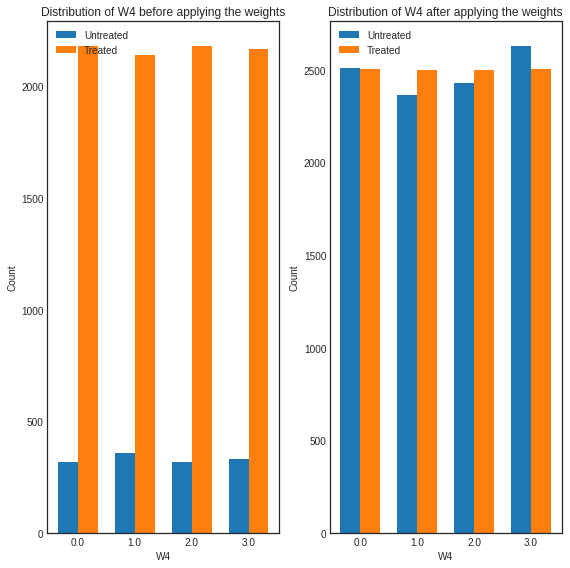 Distribution of W4 before applying the weights
Untreated
Treated
2000
1500
1000
500
0
Count
0.0 1.0 2.0 3.0
W4
Distribution of W4 after applying the weights
Untreated
Treated
2500
2000
1500
1000
500
0
Count
0.0 1.0 2.0 3.0
W4